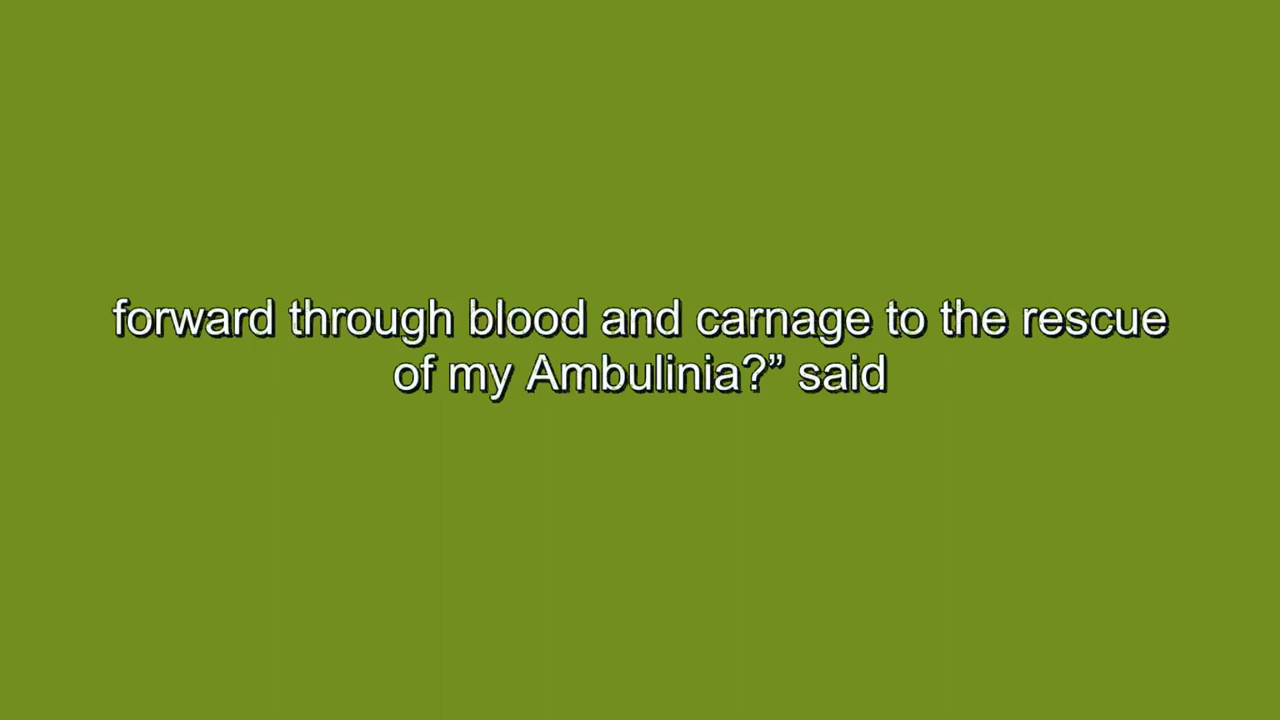 forward through blood and carnage to the rescue
of my Ambulinia?” said